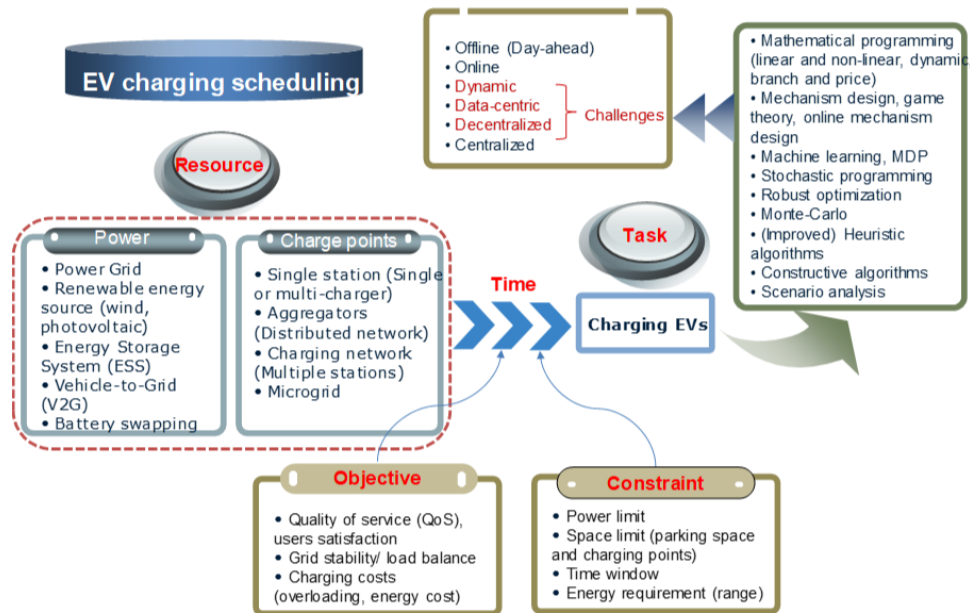 EV charging scheduling
• Offline (Day-ahead)
• Online
• Dynamic
• Data-centric
• Decentralized
• Centralized
Challenges
• Mathematical programming
(linear and non-linear, dynamic
branch and price)
• Mechanism design, game
theory, online mechanism
design
• Machine learning, MDP
• Stochastic programming
• Robust optimization
• Monte-Carlo
• (Improved) Heuristic
algorithms
• Constructive algorithms
• Scenario analysis
Resource
Power
• Power Grid
• Renewable energy
source (wind,
photovoltaic)
• Energy Storage
System (ESS)
• Vehicle-to-Grid
(V2G)
• Battery swapping
Charge points
• Single station (Single
or multi-charger)
• Aggregators
(Distributed network)
• Charging network
(Multiple stations)
• Microgrid
Time
Task
Charging EVs
Objective
• Quality of service (QoS),
users satisfaction
• Grid stability/ load balance
• Charging costs
(overloading, energy cost)
Constraint
• Power limit
• Space limit (parking space
and charging points)
• Time window
• Energy requirement (range)